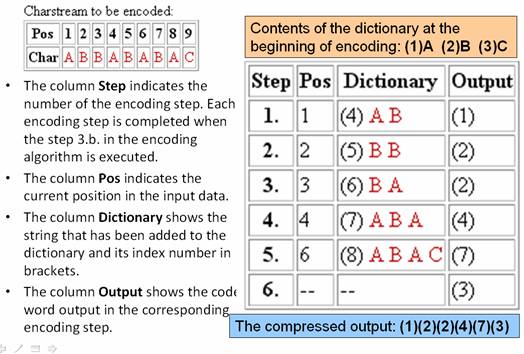 Charstream to be encoded:
Pos 1 2 3 4 5 6 7 8 9
Char A B B A B A B A C
• The column Step indicates the
number of the encoding step. Each
encoding step is completed when
the step 3.b. in the encoding
algorithm is executed.
• The column Pos indicates the
current position in the input data.
• The column Dictionary shows the
string that has been added to the
dictionary and its index number in
brackets.
• The column Output shows the code
word output in the corresponding
encoding step.
Contents of the dictionary at the
beginning of encoding: (1)A (2)B (3)C
Step Pos Dictionary Output
1. 1 (4) A B (1)
2. 2 (5) B B (2)
3. 3 (6) B A (2)
4. 4 (7) A B A (4)
5. 6 (8) A B A C (7)
6. -- -- (3)
The compressed output: (1)(2)(2)(4)(7)(3)